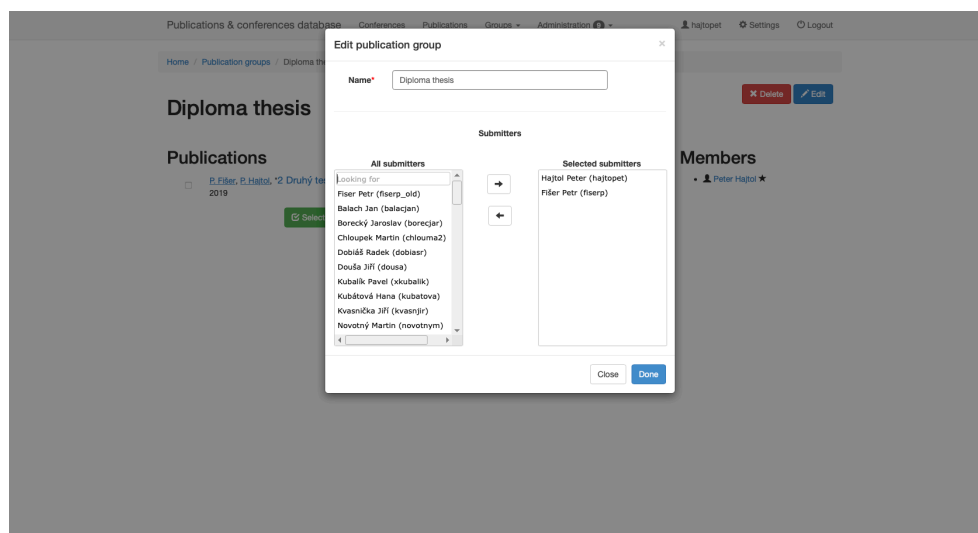 Publications & conferences database Conferences Publications Groups Administration 0 hajtopet Settings Logout
Edit publication group ×
Home / Publication groups / Diploma th
Name* Diploma thesis
Delete Edit
Diploma thesis
Submitters
Publications
All submitters
Selected submitters
Members
P. Fišer, P. Hajtol, "2 Druhý te
2019
Select
Looking for
Fiser Petr (fiserp_old)
Balach Jan (balacjan)
Borecký Jaroslav (borecjar)
Chloupek Martin (chlouma2)
Dobiáš Radek (dobiasr)
Douša Jiří (dousa)
Kubalík Pavel (xkubalik)
Kubátová Hana (kubatova)
Kvasnička Jiří (kvasnjir)
Novotný Martin (novotnym)
Hajtol Peter (hajtopet)
Fišer Petr (fiserp)
Peter Hajtol ★
Close Done